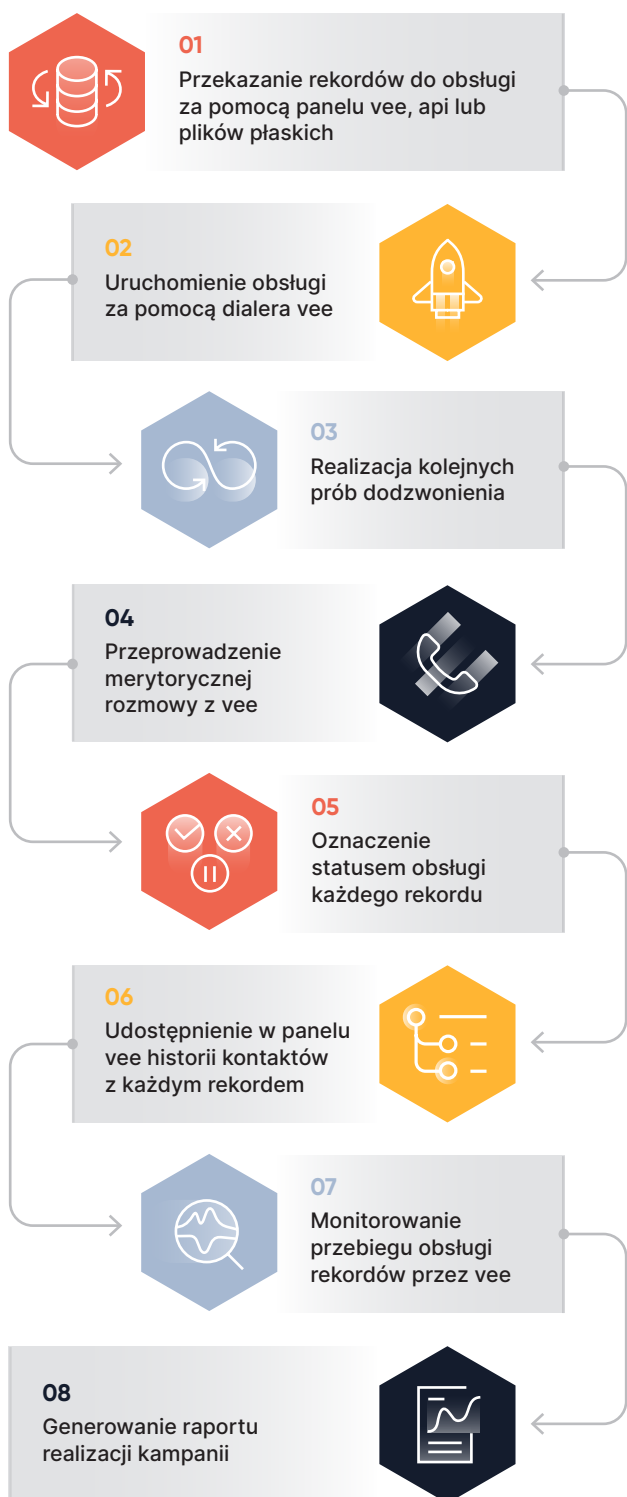 01
Przekazanie rekordów do obsługi
za pomocą panelu vee, api lub
plików płaskich
02
Uruchomienie obsługi
za pomocą dialera vee
03
Realizacja kolejnych
prób dodzwonienia
04
Przeprowadzenie
merytorycznej
rozmowy z vee
05
Oznaczenie
statusem obsługi
każdego rekordu
06
Udostępnienie w panelu
vee historii kontaktów
z każdym rekordem
07
Monitorowanie
przebiegu obsługi
rekordów przez vee
08
Generowanie raportu
realizacji kampanii